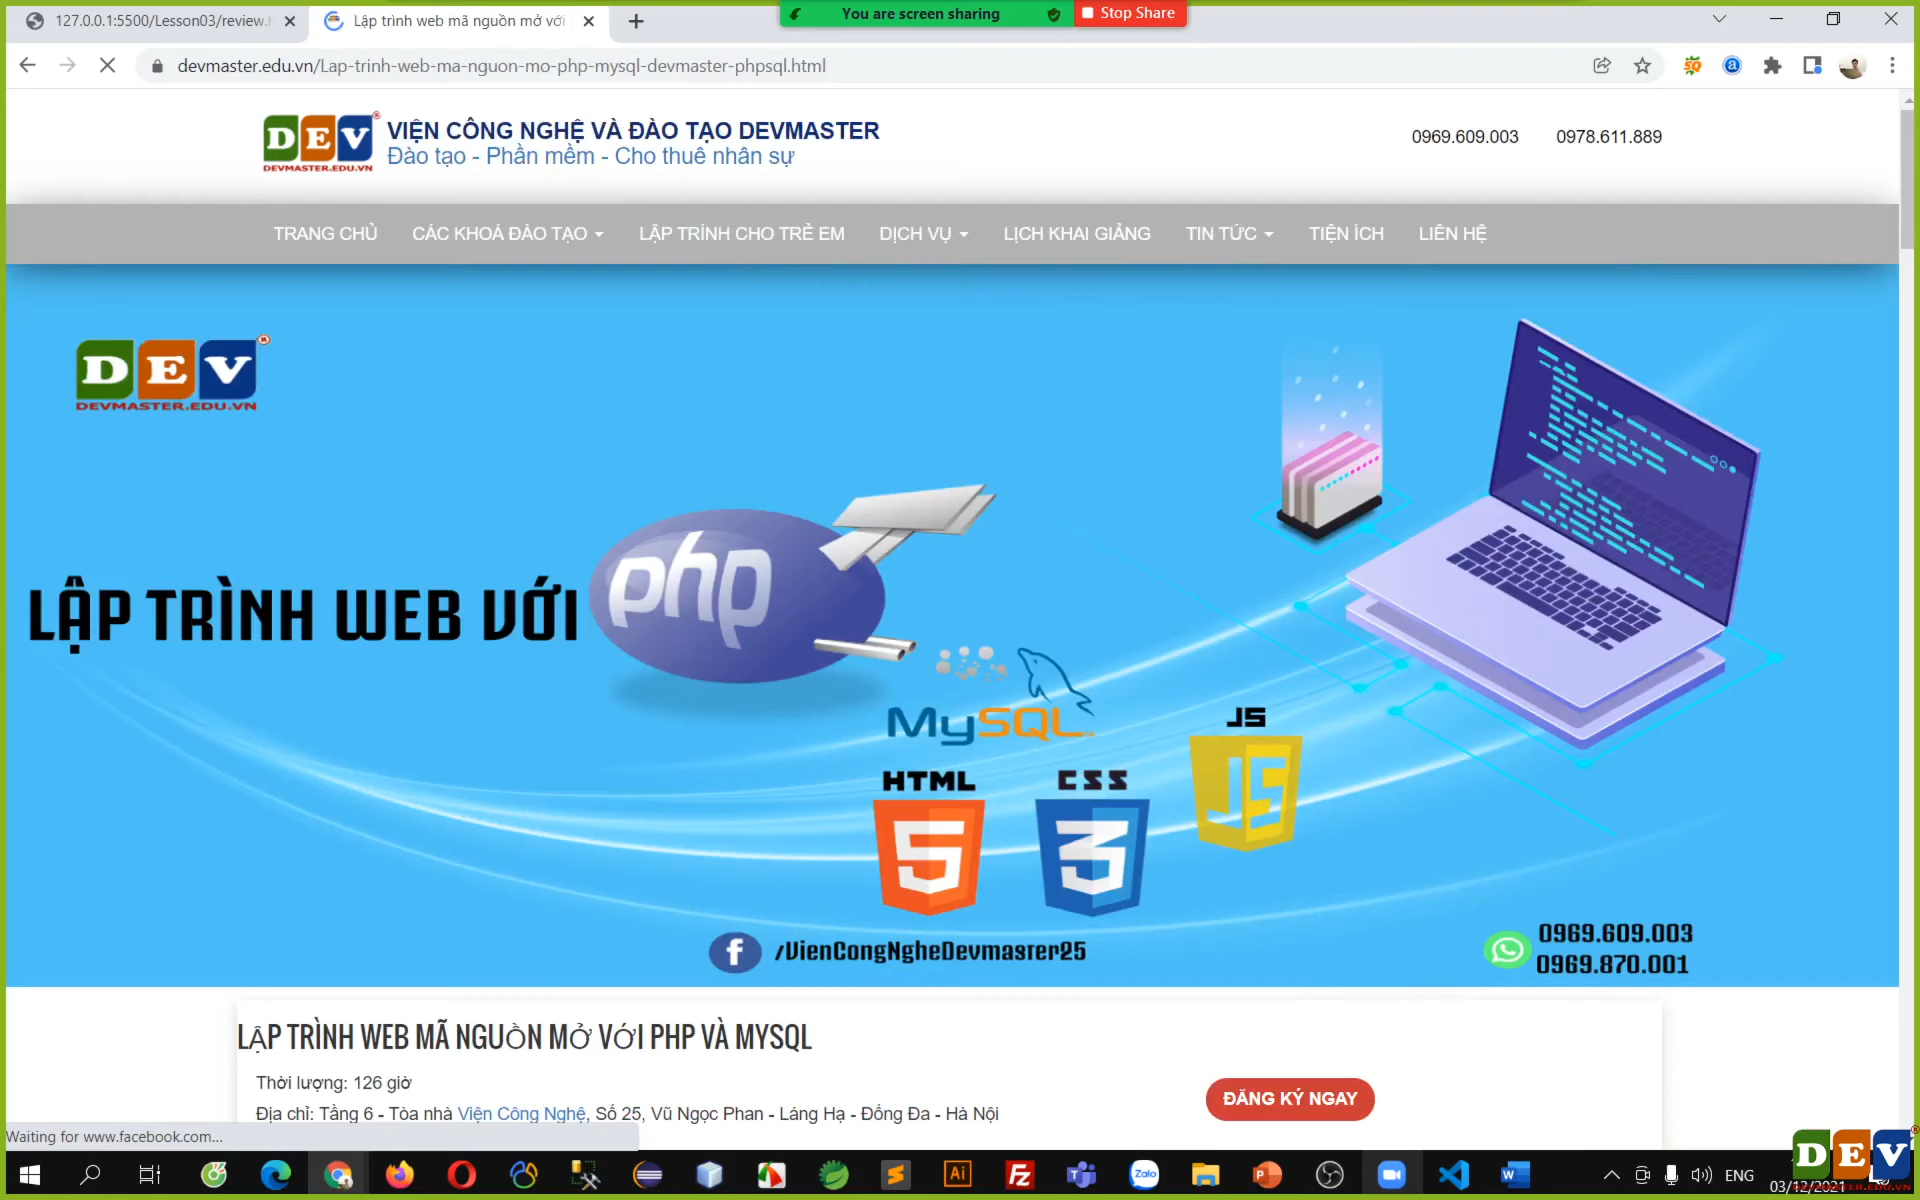 127.0.0.1:5500/Lesson03/review.h
Lập trình web mã nguồn mở với
You are screen sharing
Stop Share
devmaster.edu.vn/Lap-trinh-web-ma-nguon-mo-php-mysql-devmaster-phpsql.html
DEV
DEVMASTER.EDU.VN
VIỆN CÔNG NGHỆ VÀ ĐÀO TẠO DEVMASTER
Đào tạo - Phần mềm - Cho thuê nhân sự
0969.609.003 0978.611.889
TRANG CHỦ CÁC KHOÁ ĐÀO TẠO LẬP TRÌNH CHO TRẺ EM DỊCH VỤ LỊCH KHAI GIẢNG TIN TỨC TIỆN ÍCH LIÊN HỆ
DEV
DEVMASTER.EDU.VN
LẬP TRÌNH WEB VỚI
php
MySQL
JS
JS
HTML
5
CSS
3
/VienCongNgheDevmasrer25
0969.609.003
0969.870.001
LẬP TRÌNH WEB MÃ NGUỒN MỞ VỚI PHP VÀ MYSQL
Thời lượng: 126 giờ
ĐĂNG KÝ NGAY
Địa chỉ: Tầng 6 - Tòa nhà Viện Công Nghệ, Số 25, Vũ Ngọc Phan - Láng Hạ - Đống Đa - Hà Nội
Waiting for www.facebook.com...
Ai
Zalo
ENG
03/12/2021
DEV
DEVMASTER.EDU.VN